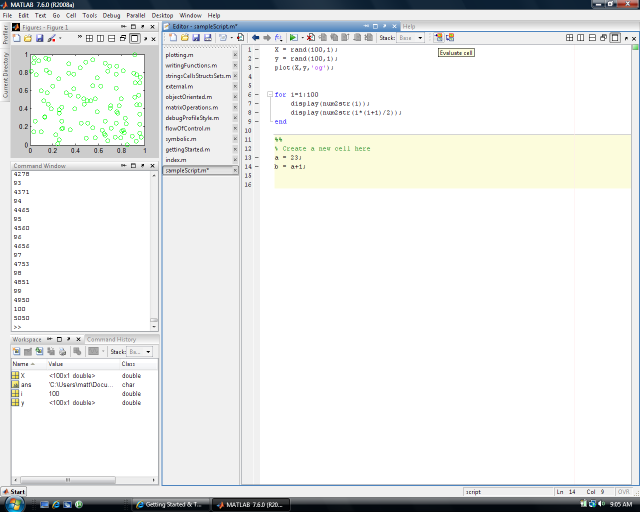 MATLAB 7.6.0 (R2008a)
File Edit Text Go Cell Tools Debug Parallel Desktop Window Help
Figures - Figure 1
Editor - sampleScript.m*
Help
Profiler
Current Directory
Stack: Base
Evaluate cell
1
0.8
0.6
0.4
0.2
0
0 0.2 0.4 0.6 0.8 1
plotting.m
writingFunctions.m
stringsCellsStructsSets.m
external.m
objectOriented.m
matrixOperations.m
debugProfileStyle.m
flowOfControl.m
symbolic.m
gettingStarted.m
index.m
sampleScript.m*
1 X = rand(100,1);
2 y = rand(100,1);
3 plot(X,y,'og');
4
5
6 for i=1:100
7 display(num2str(i));
8 display(num2str(i*(i+1)/2));
9 end
10
11 %%
12 % Create a new cell here
13 a = 23;
14 b = a+1;
15
16
Command Window
4278
93
4371
94
4465
95
4560
96
4656
97
4753
98
4851
99
4950
100
5050
>>
Workspace
Command History
Stack: Ba...
Name Value Class
X <100x1 double> double
ans 'C:\Users\matt\Docu... char
i 100 double
y <100x1 double> double
Start
script
Ln 14 Col 9
OVR
Getting Started & T...
MATLAB 7.6.0 (R20...
9:05 AM